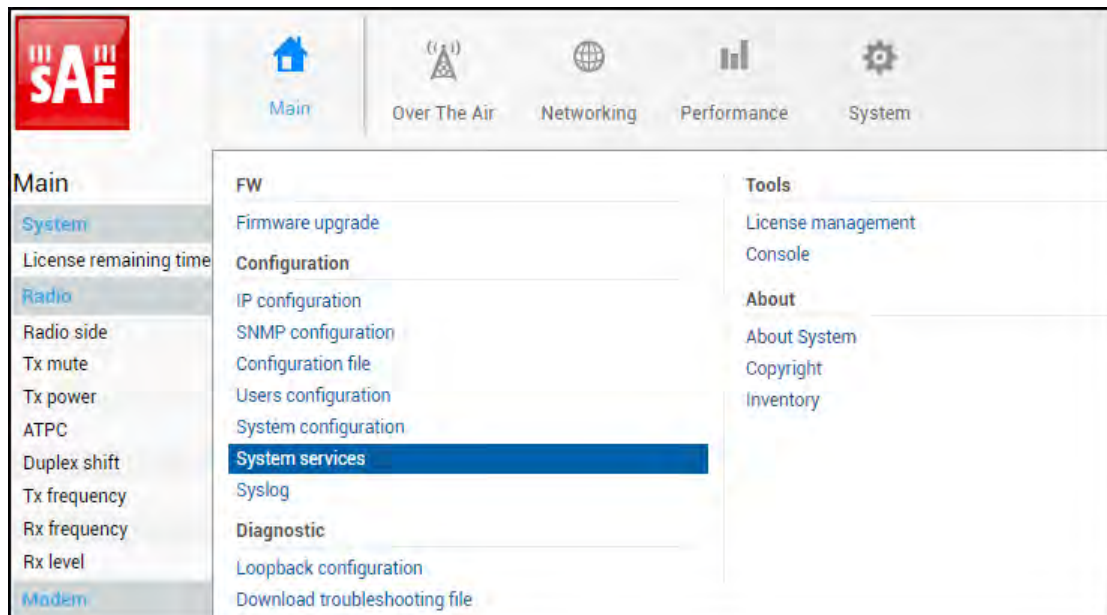 SAF
Main
Over The Air
Networking
Performance
System
Main
System
License remaining time
Radio
Radio side
Tx mute
Tx power
ATPC
Duplex shift
Tx frequency
Rx frequency
Rx level
Modem
FW
Firmware upgrade
Configuration
IP configuration
SNMP configuration
Configuration file
Users configuration
System configuration
System services
Syslog
Diagnostic
Loopback configuration
Download troubleshooting file
Tools
License management
Console
About
About System
Copyright
Inventory